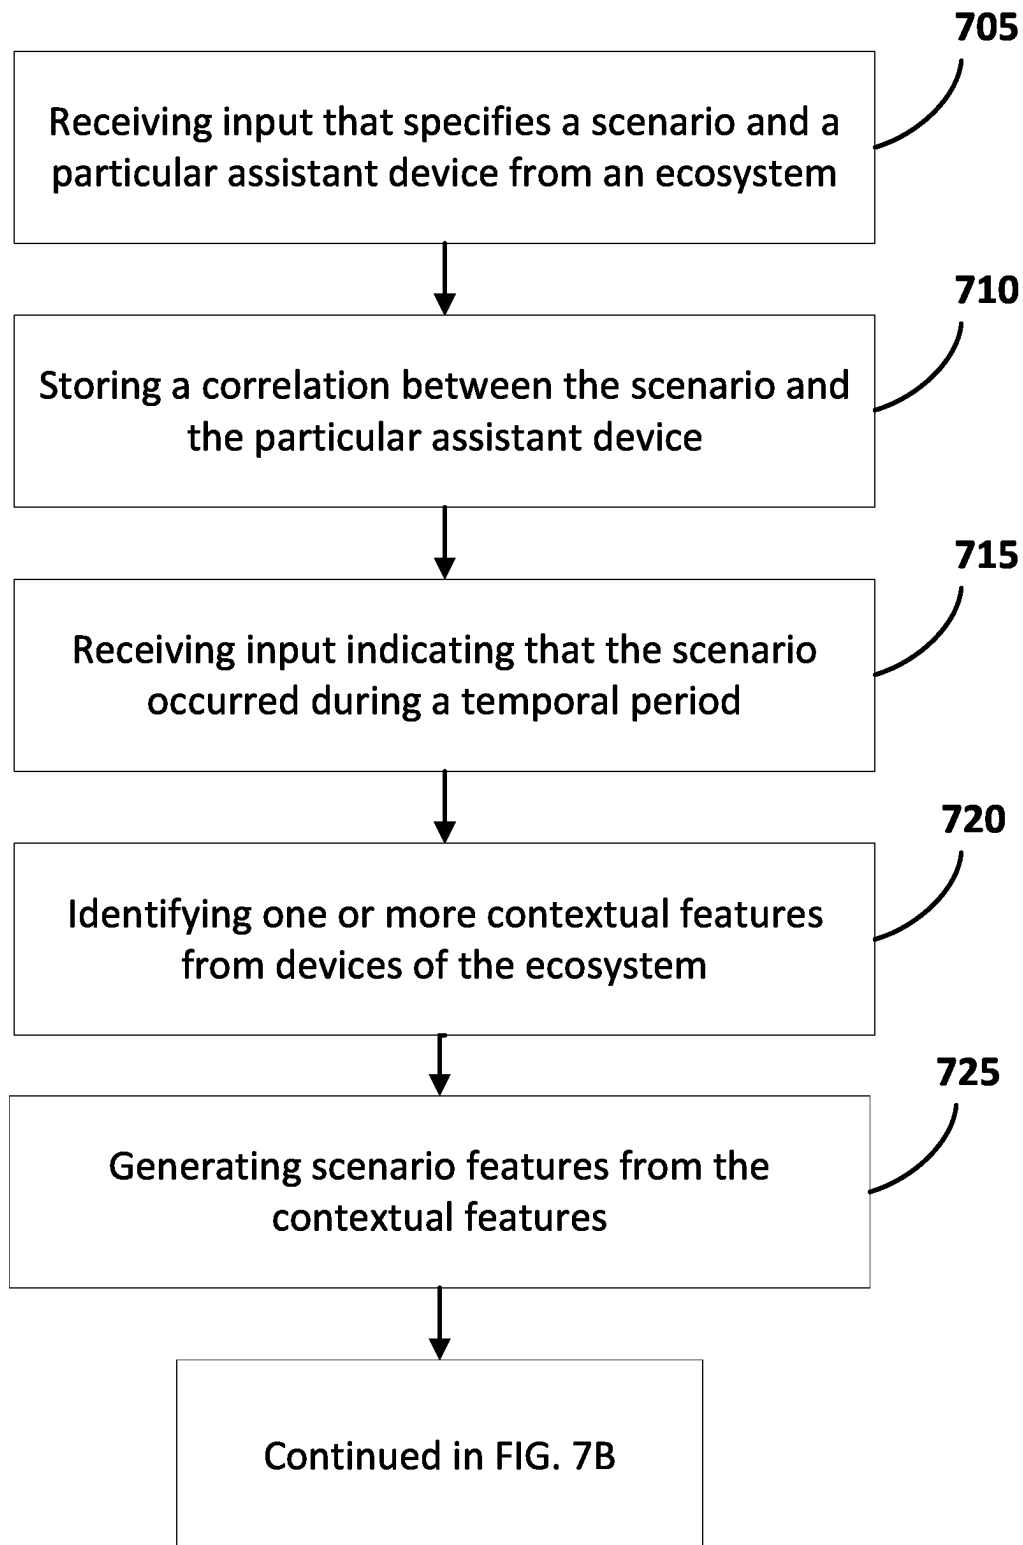 705
Receiving input that specifies a scenario and a
particular assistant device from an ecosystem
710
Storing a correlation between the scenario and
the particular assistant device
715
Receiving input indicating that the scenario
occurred during a temporal period
720
Identifying one or more contextual features
from devices of the ecosystem
725
Generating scenario features from the
contextual features
Continued in FIG. 7B